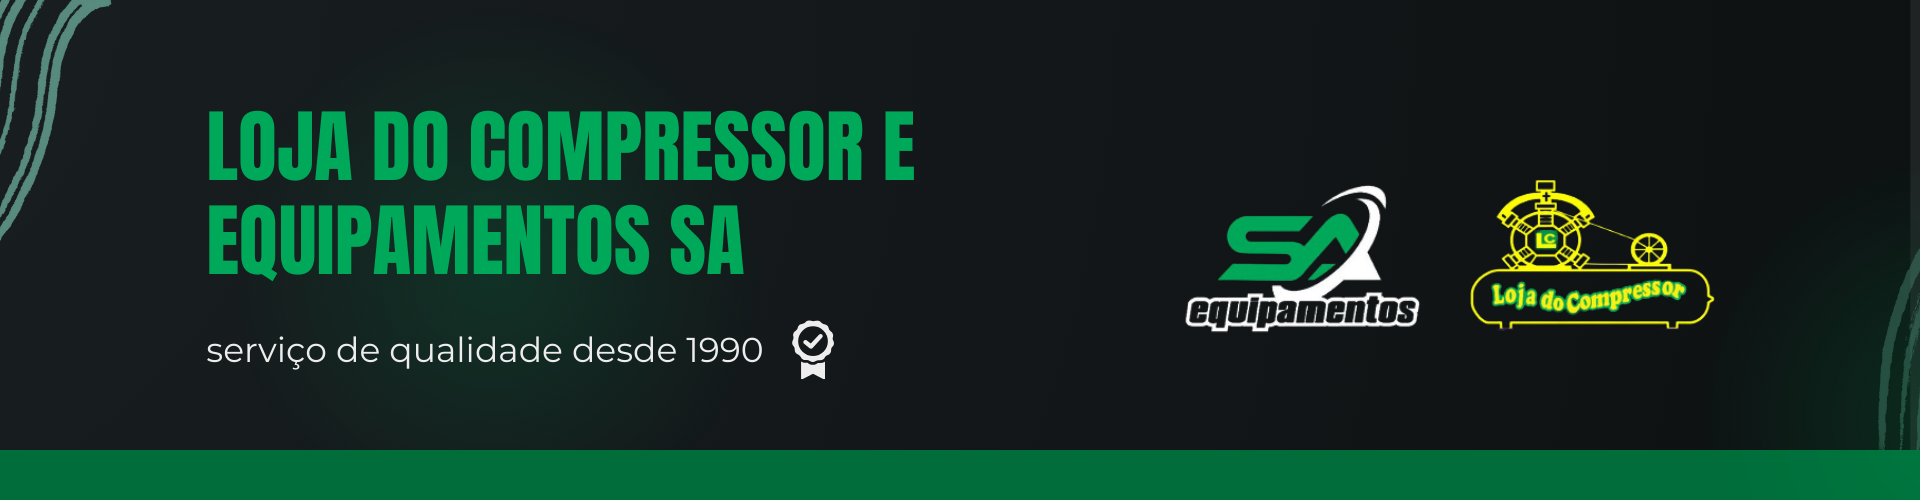 LOJA DO COMPRESSOR E
EQUIPAMENTOS SA
serviço de qualidade desde 1990
SA
equipamentos
LC
Loja do Compressor